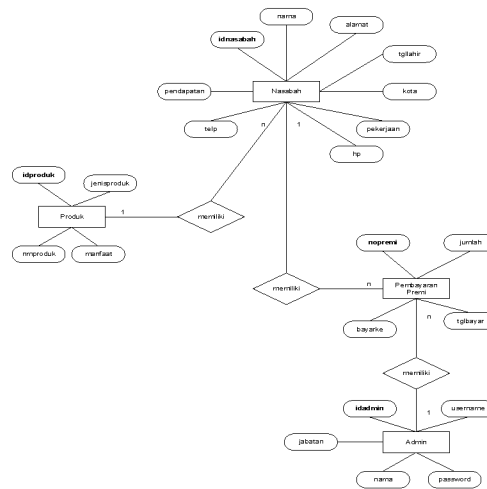 nama
alamat
idnasabah
tgllahir
pendapatan
Nasabah
kota
telp
n
1
pekerjaan
hp
idproduk
jenisproduk
Produk
1
memiliki
nmproduk
manfaat
nopremi
jumlah
memiliki
n
Pembayaran
Premi
bayarke
n
tglbayar
memiliki
idadmin
1
username
jabatan
Admin
nama
password